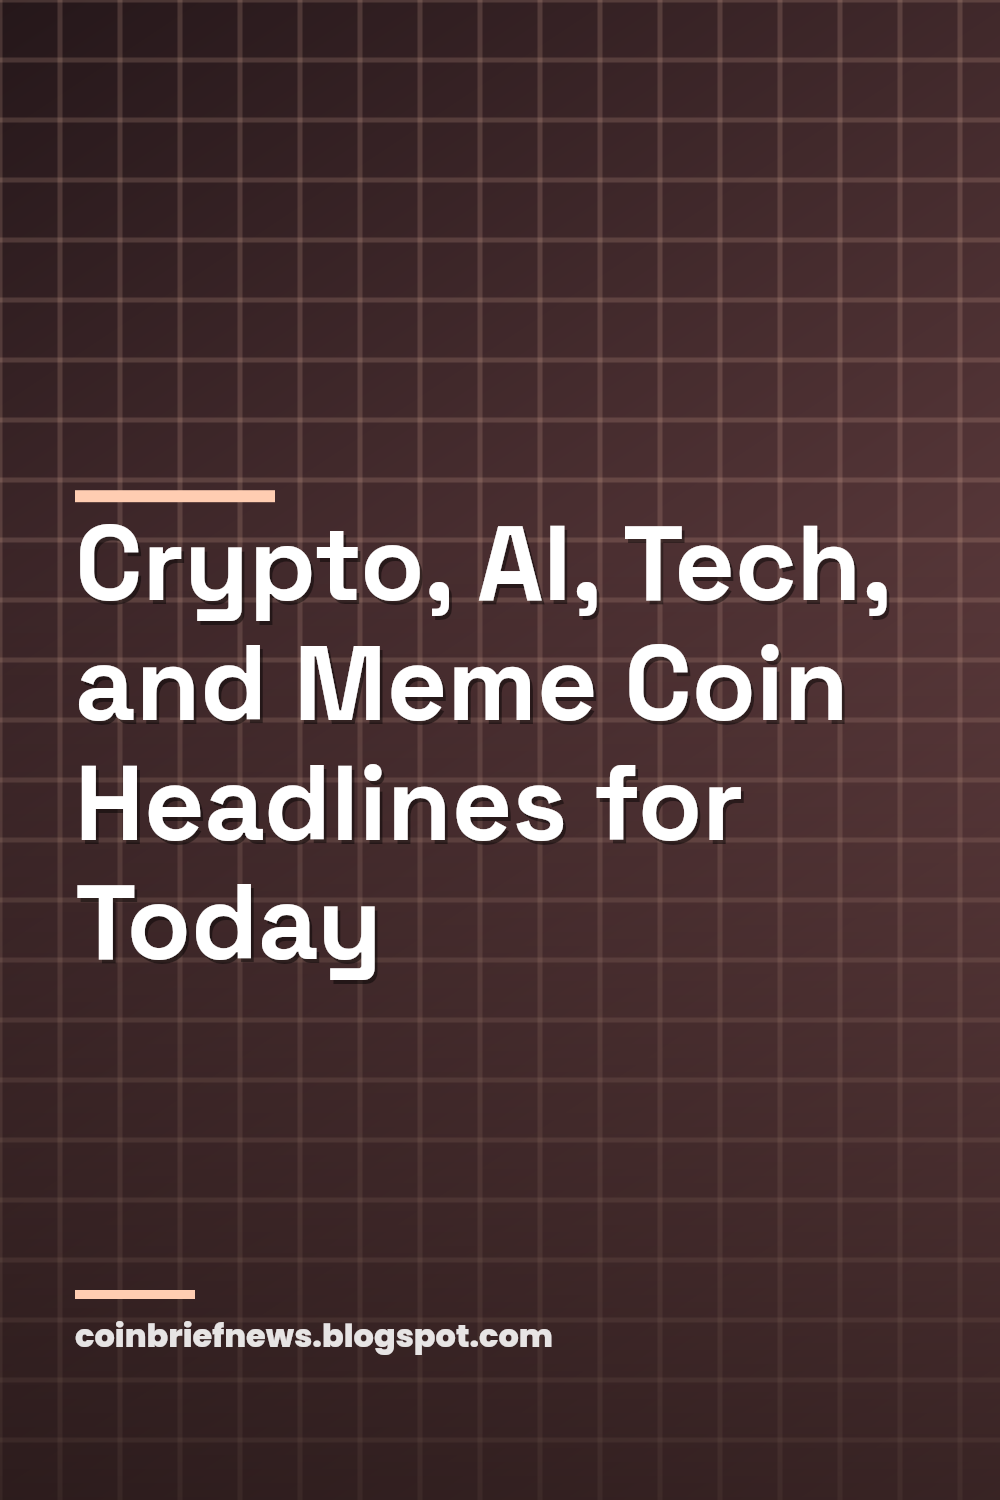 Crypto, AI, Tech,
and Meme Coin
Headlines for
Today
coinbriefnews.blogspot.com